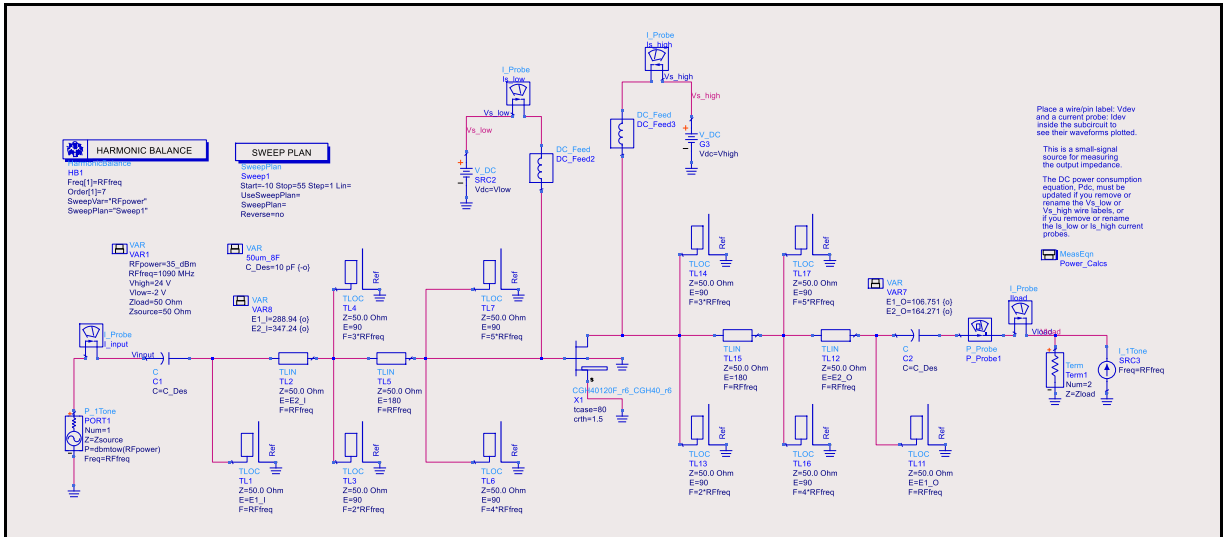 HARMONIC BALANCE
HarmonicBalance
HB1
Freq[1]=RFfreq
Order[1]=7
SweepVar="RFpower"
SweepPlan="Sweep1"
SWEEP PLAN
SweepPlan
Sweep1
Start=-10 Stop=55 Step=1 Lin=
UseSweepPlan=
SweepPlan=
Reverse=no
VAR
VAR1
RFpower=35_dBm
RFfreq=1090 MHz
Vhigh=24 V
Vlow=-2 V
Zload=50 Ohm
Zsource=50 Ohm
VAR
50um_8F
C_Des=10 pF {-o}
VAR
VAR8
E1_I=288.94 {o}
E2_I=347.24 {o}
I_Probe
Is_low
Vs_low
Vs_low
V_DC
SRC2
Vdc=Vlow
DC_Feed
DC_Feed2
I_Probe
Is_high
Vs_high
Vs_high
DC_Feed
DC_Feed3
V_DC
G3
Vdc=Vhigh
Place a wire/pin label: Vdev
and a current probe: Idev
inside the subcircuit to
see their waveforms plotted.
This is a small-signal
source for measuring
the output impedance.
The DC power consumption
equation, Pdc, must be
updated if you remove or
rename the Vs_low or
Vs_high wire labels, or
if you remove or rename
the Is_low or Is_high current
probes.
MeasEqn
Power_Calcs
Ref
TLOC
TL4
Z=50.0 Ohm
E=90
F=3*RFfreq
Ref
TLOC
TL7
Z=50.0 Ohm
E=90
F=5*RFfreq
Ref
TLOC
TL14
Z=50.0 Ohm
E=90
F=3*RFfreq
Ref
TLOC
TL17
Z=50.0 Ohm
E=90
F=5*RFfreq
VAR
VAR7
E1_O=106.751 {o}
E2_O=164.271 {o}
I_Probe
I_input
Vinput
C
C1
C=C_Des
TLIN
TL2
Z=50.0 Ohm
E=E2_I
F=RFfreq
TLIN
TL5
Z=50.0 Ohm
E=180
F=RFfreq
CGH40120F_r6_CGH40_r6
X1
tcase=80
crth=1.5
TLIN
TL15
Z=50.0 Ohm
E=180
F=RFfreq
TLIN
TL12
Z=50.0 Ohm
E=E2_O
F=RFfreq
C
C2
C=C_Des
P_Probe
P_Probe1
I_Probe
Iload
Vload
Term
Term1
Num=2
Z=Zload
I_1Tone
SRC3
Freq=RFfreq
P_1Tone
PORT1
Num=1
Z=Zsource
P=dbmtow(RFpower)
Freq=RFfreq
Ref
TLOC
TL1
Z=50.0 Ohm
E=E1_I
F=RFfreq
Ref
TLOC
TL3
Z=50.0 Ohm
E=90
F=2*RFfreq
Ref
TLOC
TL6
Z=50.0 Ohm
E=90
F=4*RFfreq
Ref
TLOC
TL13
Z=50.0 Ohm
E=90
F=2*RFfreq
Ref
TLOC
TL16
Z=50.0 Ohm
E=90
F=4*RFfreq
Ref
TLOC
TL11
Z=50.0 Ohm
E=E1_O
F=RFfreq